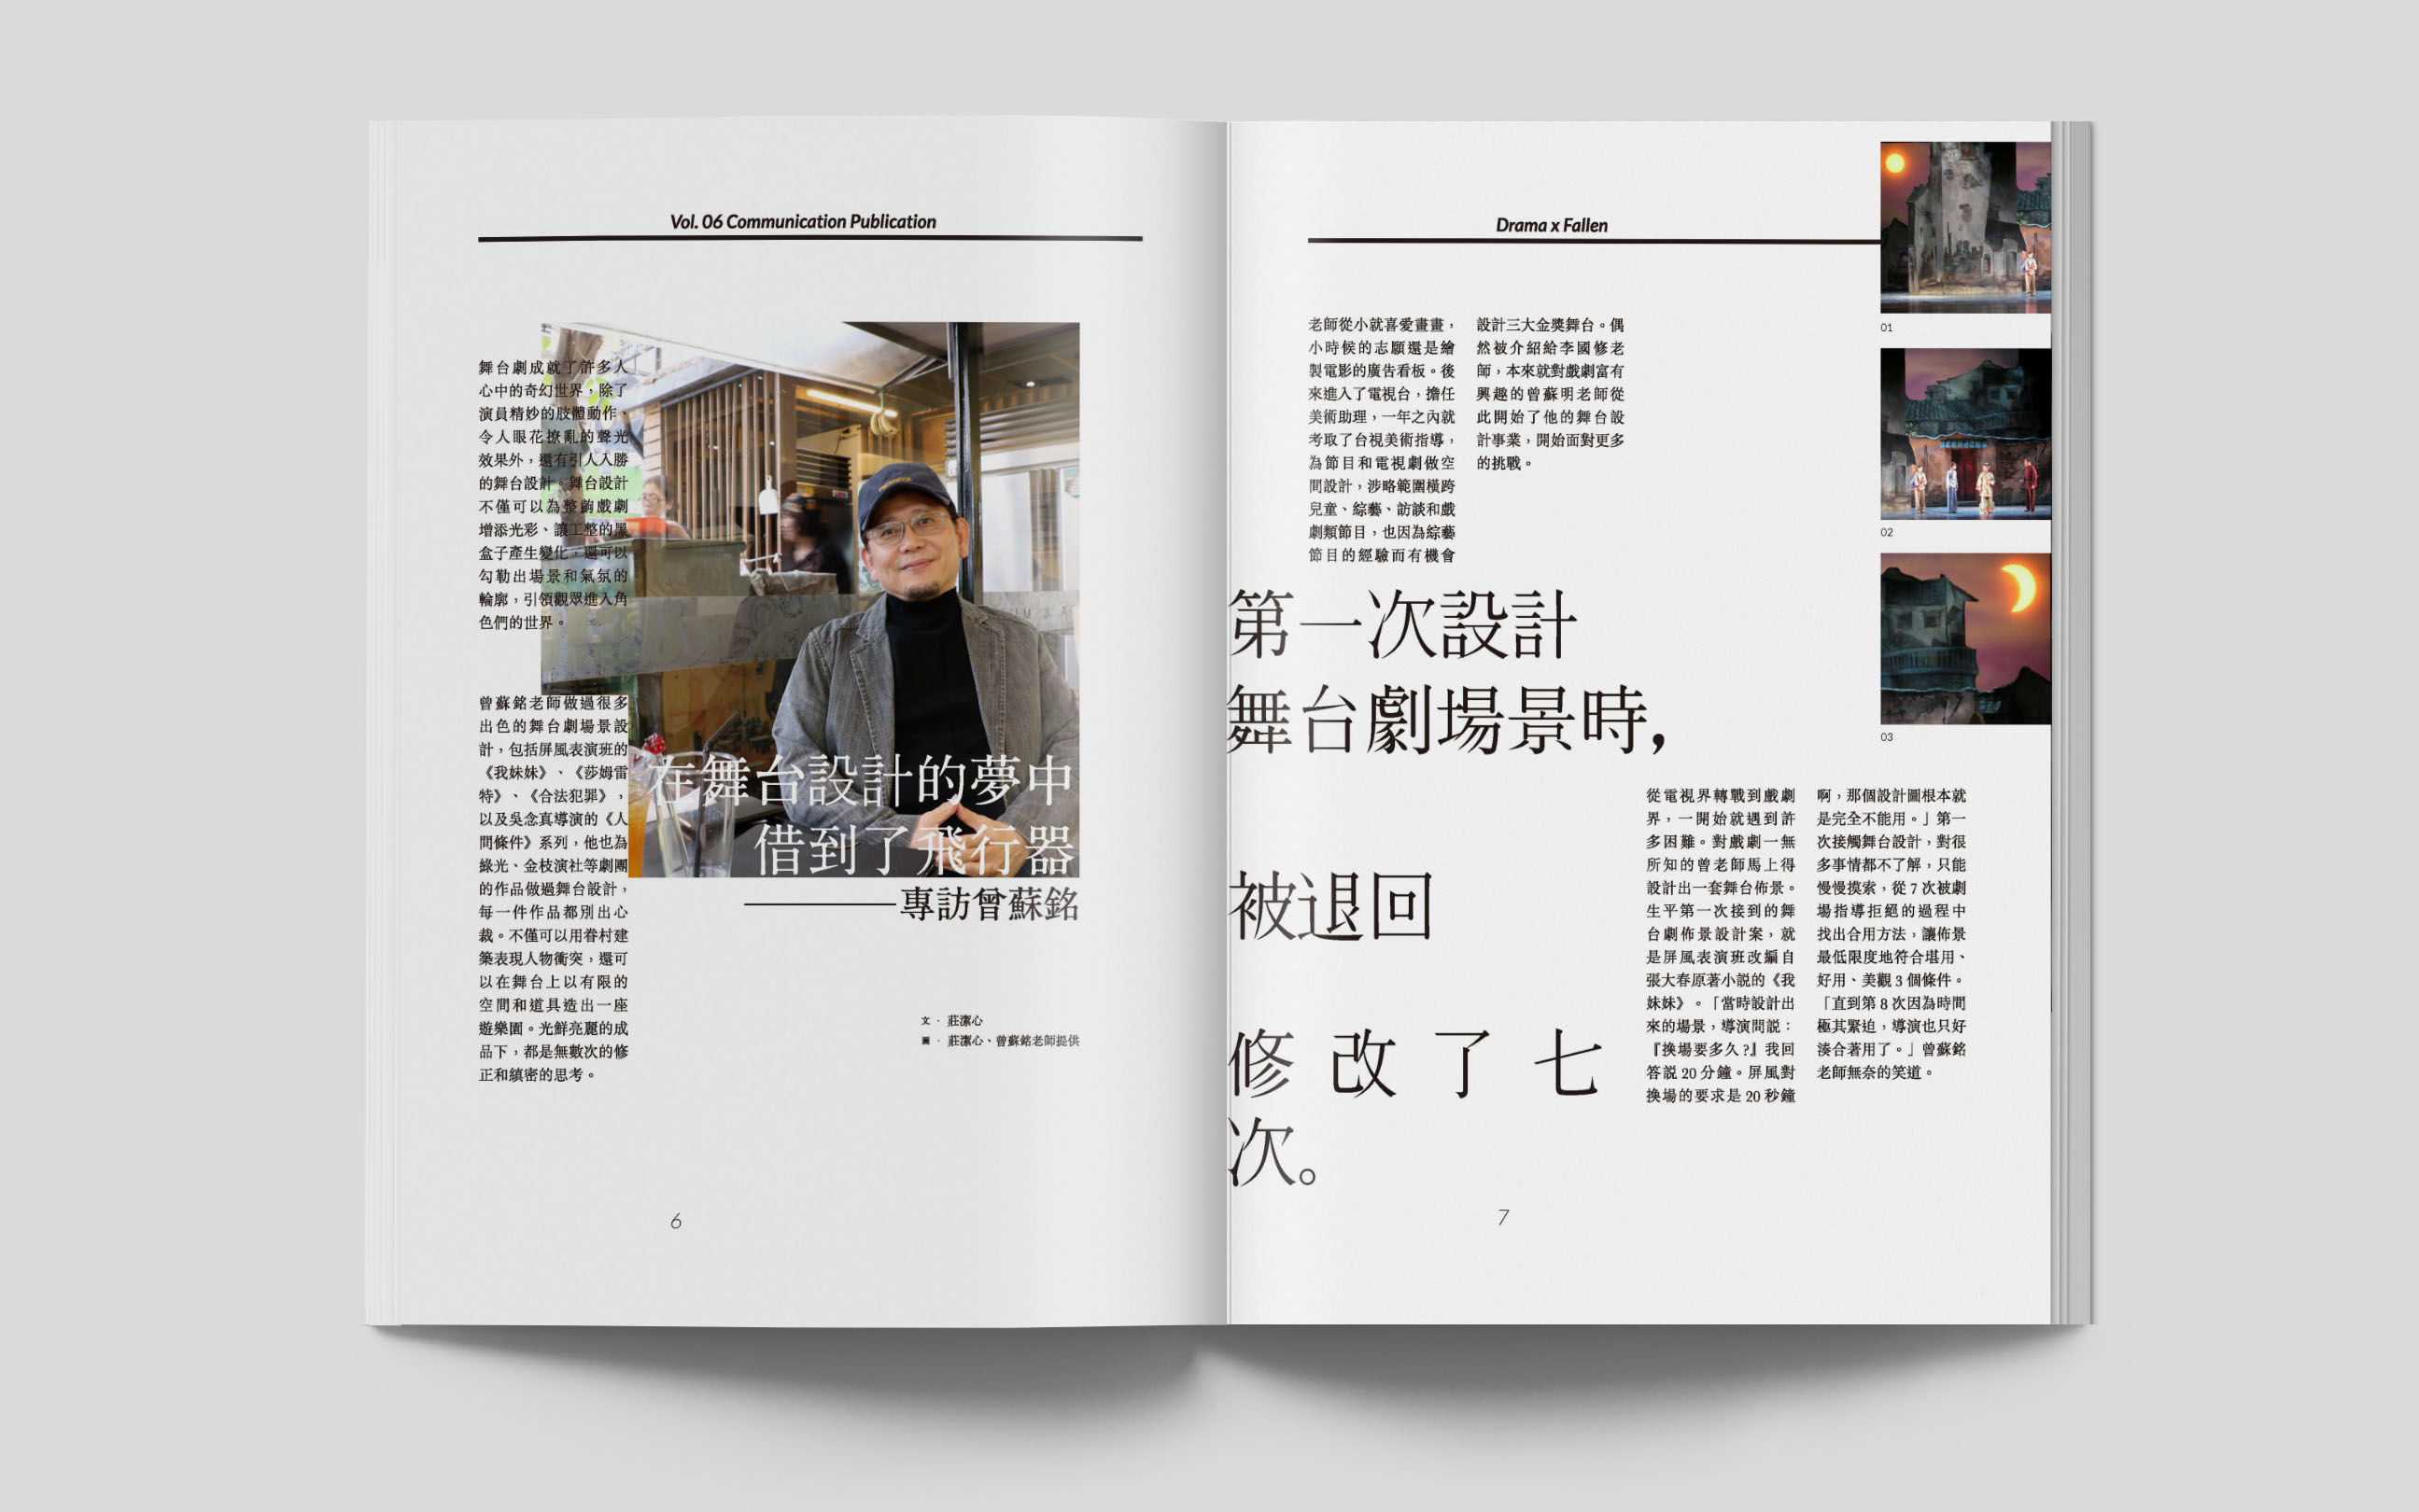 Vol. 06 Communication Publication
舞台劇成就了許多人
心中的奇幻世界，除了
演員精妙的肢體動作、
令人眼花撩亂的聲光
效果外，還有引人入勝
的舞台設計。舞台設計
不僅可以為整齣戲劇
增添光彩、讓工整的黑
盒子產生變化，還可以
勾勒出場景和氣氛的
輪廓，引領觀眾進入角
色們的世界。
曾蘇銘老師做過很多
出色的舞台劇場景設
計，包括屏風表演班的
《我妹妹》、《莎姆雷
特》、《合法犯罪》，
以及吳念真導演的《人
間條件》系列，他也為
綠光、金枝演社等劇團
的作品做過舞台設計，
每一件作品都別出心
裁。不僅可以用眷村建
築表現人物衝突，還可
以在舞台上以有限的
空間和道具造出一座
遊樂園。光鮮亮麗的成
品下，都是無數次的修
正和縝密的思考。
在舞台設計的夢中
借到了飛行器
——專訪曾蘇銘
文 · 莊潔心
圖 · 莊潔心、曾蘇銘老師提供
6
Drama x Fallen
老師從小就喜愛畫畫，
小時候的志願還是繪
製電影的廣告看板。後
來進入了電視台，擔任
美術助理，一年之內就
考取了台視美術指導，
為節目和電視劇做空
間設計，涉略範圍橫跨
兒童、綜藝、訪談和戲
劇類節目，也因為綜藝
節目的經驗而有機會
設計三大金獎舞台。偶
然被介紹給李國修老
師，本來就對戲劇富有
興趣的曾蘇明老師從
此開始了他的舞台設
計事業，開始面對更多
的挑戰。
01
02
03
第一次設計
舞台劇場景時，
被退回
修改了七
次。
從電視界轉戰到戲劇
界，一開始就遇到許
多困難。對戲劇一無
所知的曾老師馬上得
設計出一套舞台佈景。
生平第一次接到的舞
台劇佈景設計案，就
是屏風表演班改編自
張大春原著小說的《我
妹妹》。「當時設計出
來的場景，導演問說：
『換場要多久?』我回
答說 20 分鐘。屏風對
換場的要求是 20 秒鐘
啊，那個設計圖根本就
是完全不能用。」第一
次接觸舞台設計，對很
多事情都不了解，只能
慢慢摸索，從 7 次被劇
場指導拒絕的過程中
找出合用方法，讓佈景
最低限度地符合堪用、
好用、美觀 3 個條件。
「直到第 8 次因為時間
極其緊迫，導演也只好
湊合著用了。」曾蘇銘
老師無奈的笑道。
7